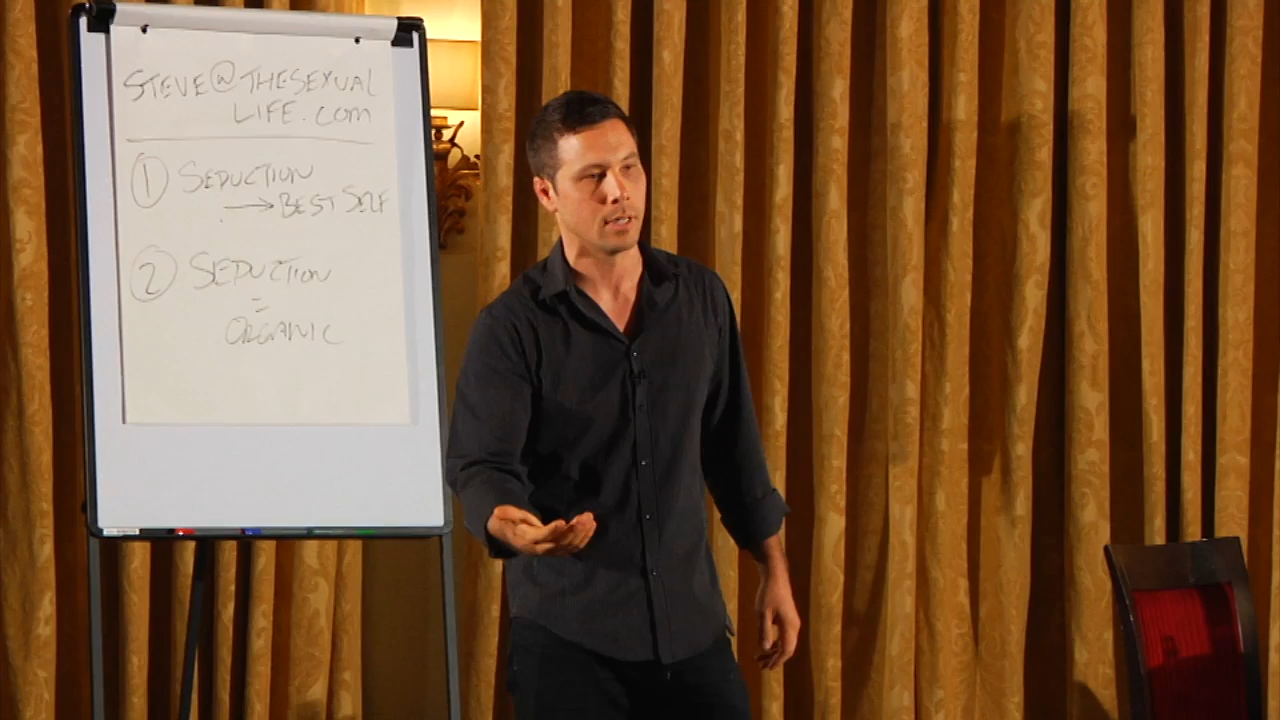 STEVE@THESEXUAL
LIFE.COM
1 SEDUCTION
→ BEST SELF
2 SEDUCTION
=
ORGANIC